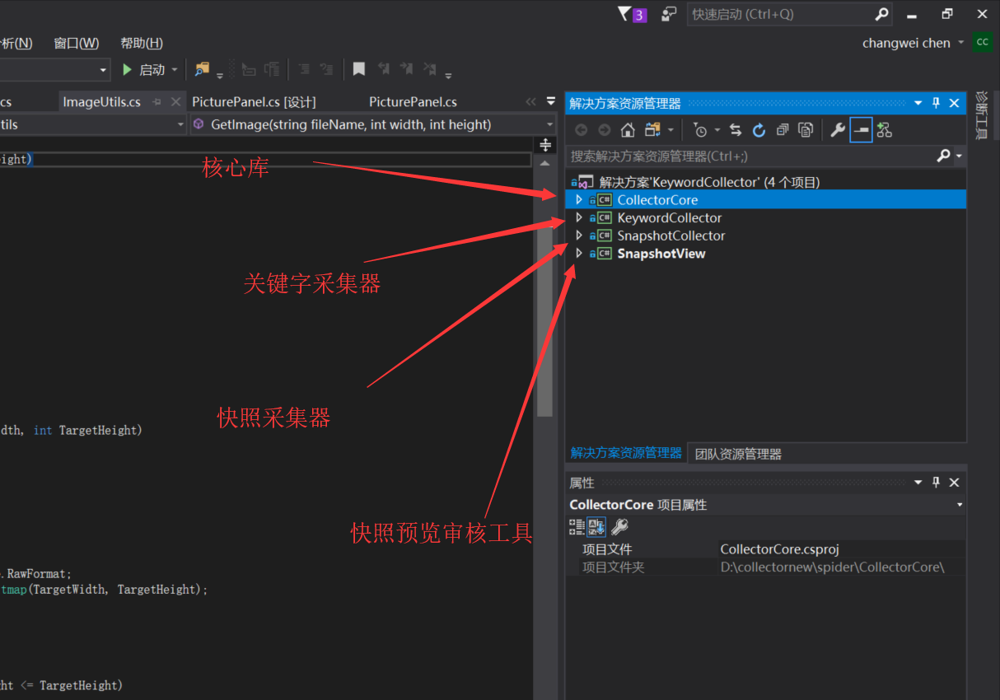 3
快速启动 (Ctrl+Q)
析(N) 窗口(W) 帮助(H)
changwei chen CC
启动
cs ImageUtils.cs PicturePanel.cs [设计] PicturePanel.cs
tils GetImage(string fileName, int width, int height)
ight)
核心库
关键字采集器
快照采集器
dth, int TargetHeight)
快照预览审核工具
.RawFormat;
tmap(TargetWidth, TargetHeight);
ht <= TargetHeight)
解决方案资源管理器
搜索解决方案资源管理器(Ctrl+;)
解决方案'KeywordCollector' (4 个项目)
C# CollectorCore
C# KeywordCollector
C# SnapshotCollector
C# SnapshotView
解决方案资源管理器 团队资源管理器
属性
CollectorCore 项目属性
项目文件 CollectorCore.csproj
项目文件夹 D:\collectornew\spider\CollectorCore\
诊断工具